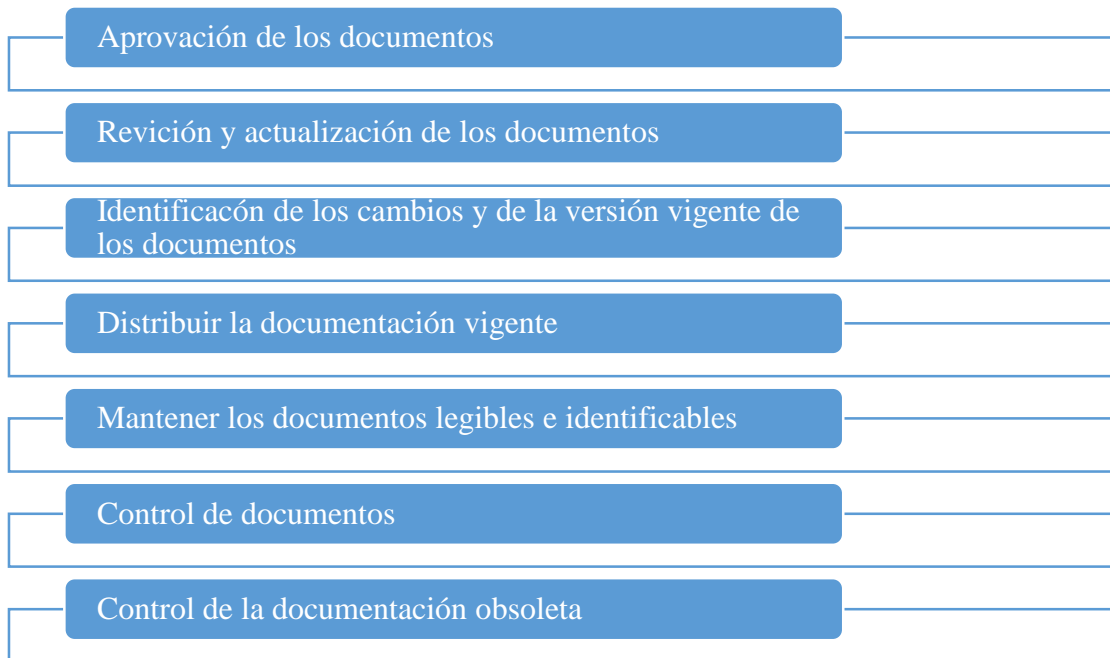 Aprovación de los documentos
Revición y actualización de los documentos
Identificacón de los cambios y de la versión vigente de
los documentos
Distribuir la documentación vigente
Mantener los documentos legibles e identificables
Control de documentos
Control de la documentación obsoleta